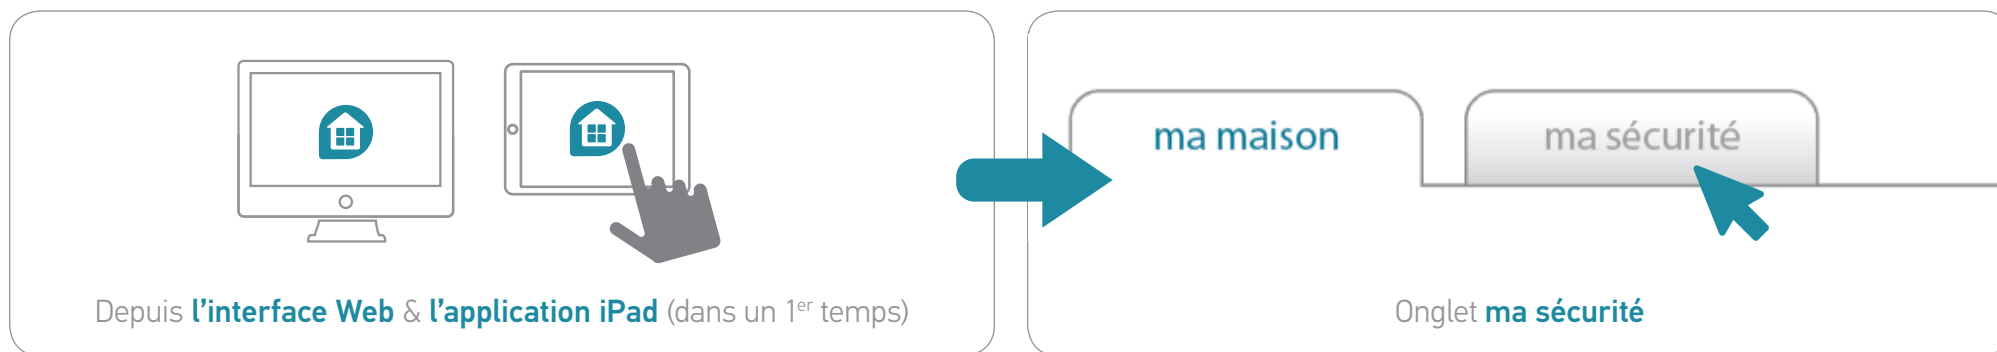 Depuis l’interface Web & l’application iPad (dans un 1er temps)
ma maison
ma sécurité
Onglet ma sécurité